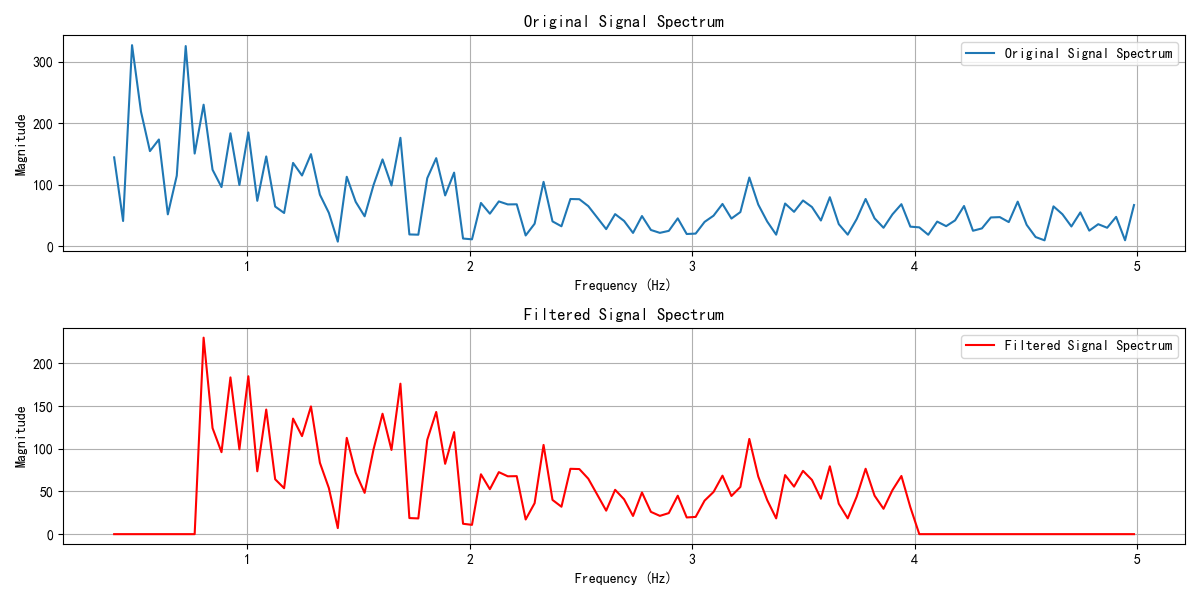 Original Signal Spectrum
Original Signal Spectrum
300
200
100
0
Magnitude
1 2 3 4 5
Frequency (Hz)
Filtered Signal Spectrum
Filtered Signal Spectrum
200
150
100
50
0
Magnitude
1 2 3 4 5
Frequency (Hz)